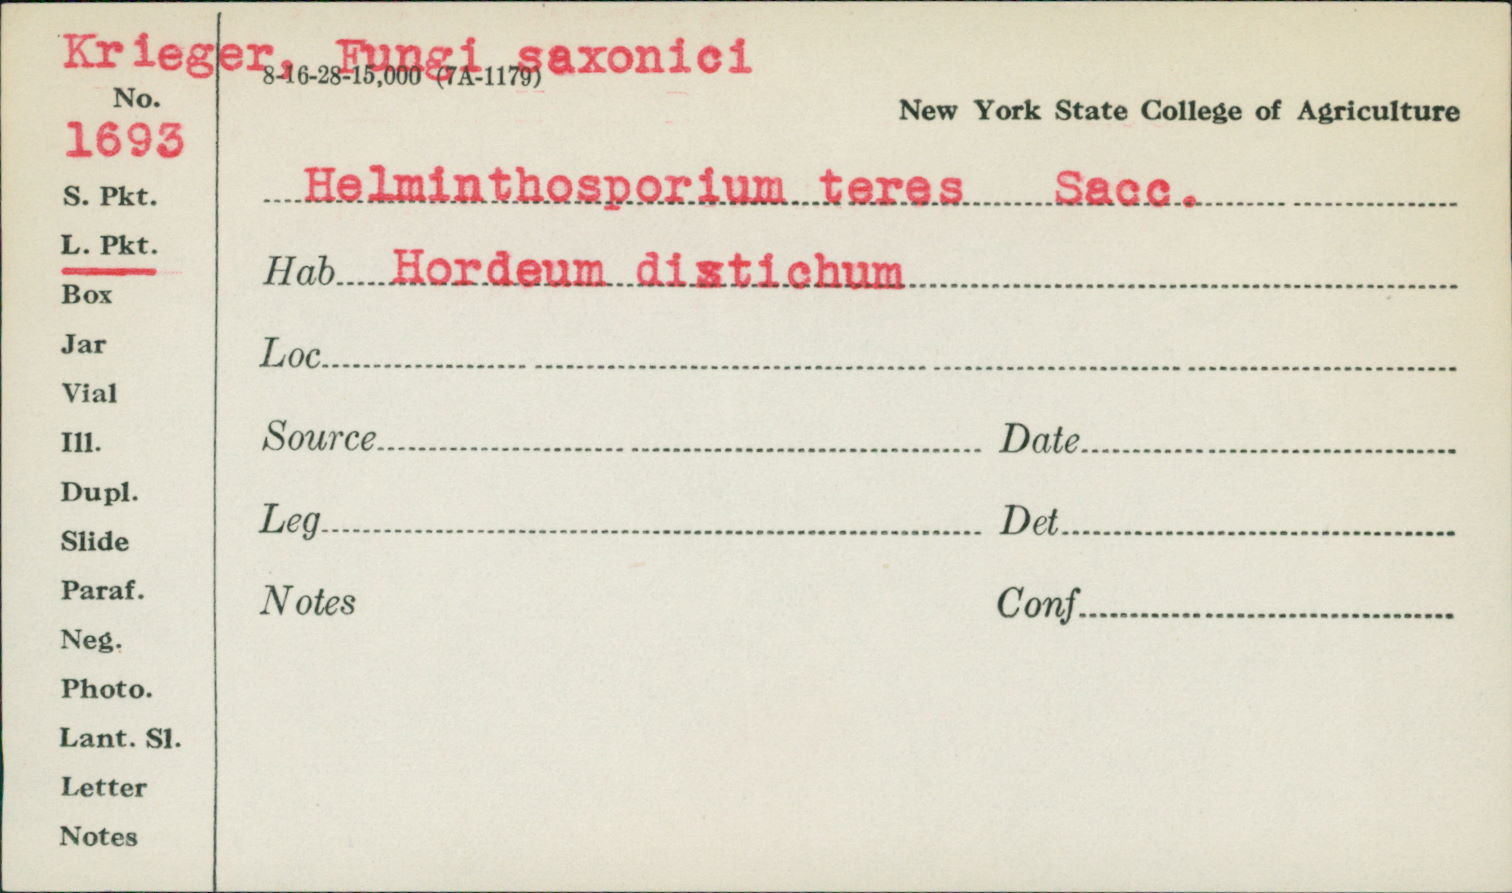 Krieger, Fungi saxonici
8-16-28-15,000 (7A-1179)
No.
New York State College of Agriculture
1693
S. Pkt.
Helminthosporium teres Sacc.
L. Pkt.
Hab. Hordeum distichum
Box
Jar
Loc.
Vial
Ill.
Source Date
Dupl.
Leg. Det.
Slide
Paraf.
Notes Conf.
Neg.
Photo.
Lant. Sl.
Letter
Notes